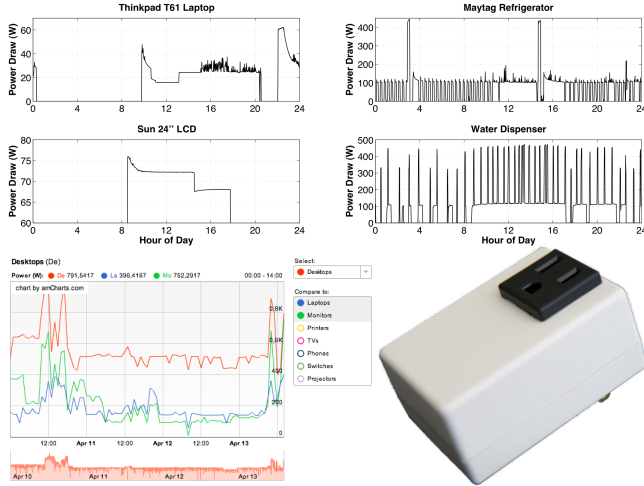 Thinkpad T61 Laptop
Power Draw (W)
60
40
20
0
0 4 8 12 16 20 24
Maytag Refrigerator
Power Draw (W)
400
300
200
100
0
0 4 8 12 16 20 24
Sun 24'' LCD
Power Draw (W)
80
75
70
65
60
0 4 8 12 16 20 24
Hour of Day
Water Dispenser
Power Draw (W)
500
400
300
200
100
0
0 4 8 12 16 20 24
Hour of Day
Desktops (De)
Power (W): De 791,5417 La 396,4167 Mo 752,2917 00:00 - 14:00
chart by amCharts.com
0,8K
0,6K
400
200
0
12:00 Apr 11 12:00 Apr 12 12:00 Apr 13
Apr 10 Apr 11 Apr 12 Apr 13
Select:
Desktops
Compare to:
Laptops
Monitors
Printers
TVs
Phones
Switches
Projectors